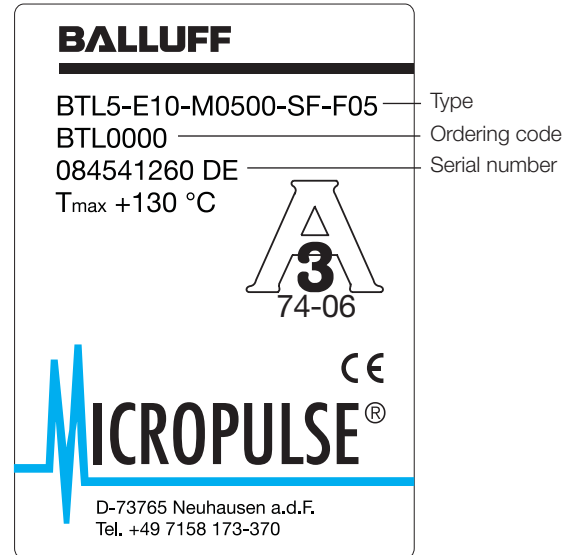 BALLUFF
BTL5-E10-M0500-SF-F05 Type
BTL0000 Ordering code
084541260 DE Serial number
Tmax +130 °C
A
3
74-06
CE
MICROPULSE®
D-73765 Neuhausen a.d.F.
Tel. +49 7158 173-370